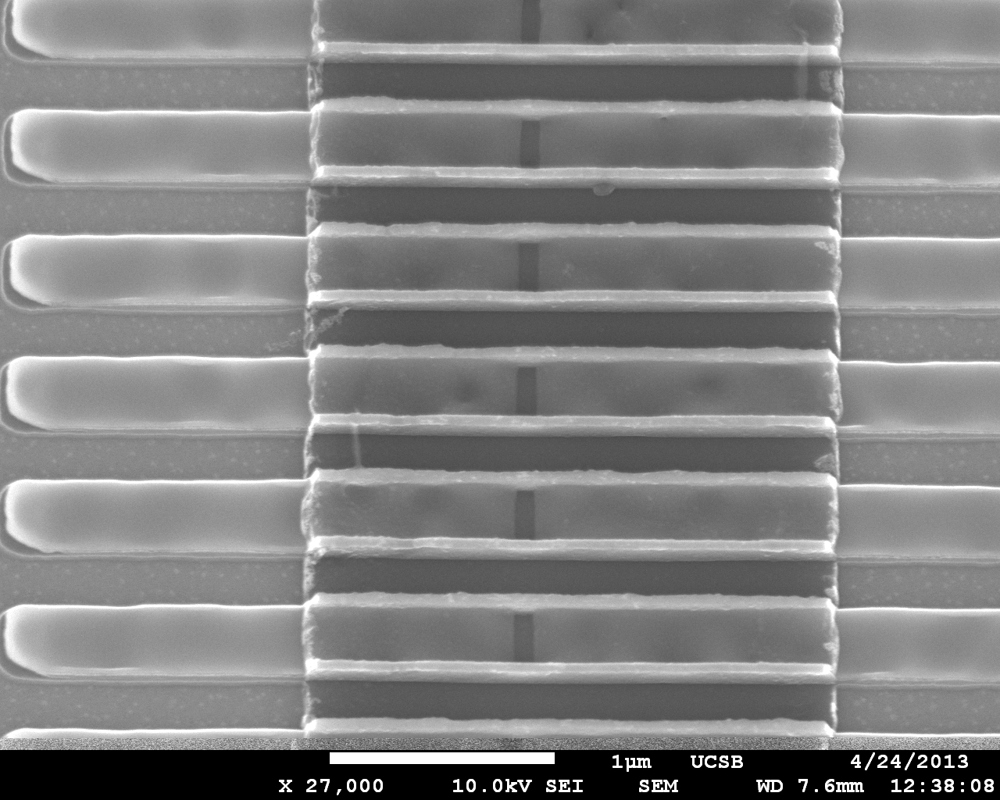 1µm UCSB 4/24/2013
X 27,000 10.0kV SEI SEM WD 7.6mm 12:38:08